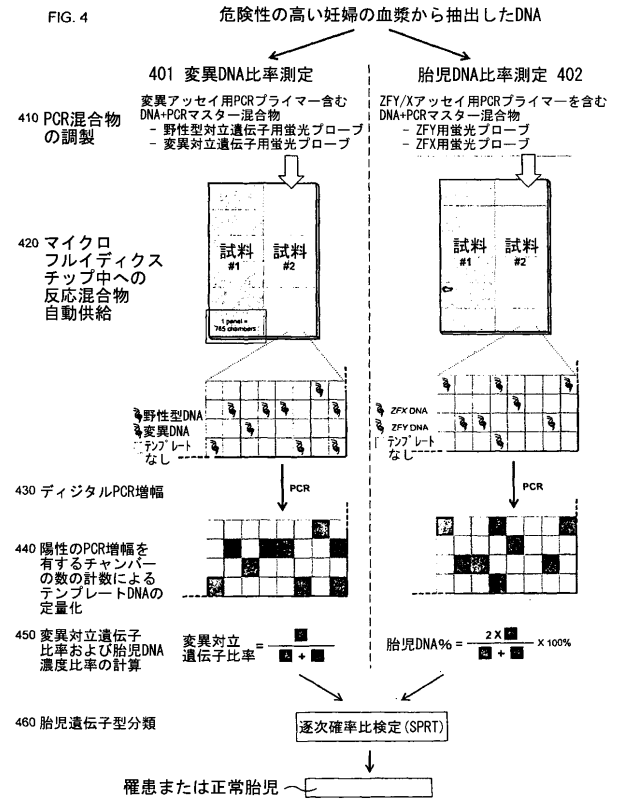 FIG. 4
危険性の高い妊婦の血漿から抽出したDNA
401 変異DNA比率測定
胎児DNA比率測定 402
410 PCR混合物
の調製
変異アッセイ用PCRプライマー含む
DNA+PCRマスター混合物
- 野性型対立遺伝子用蛍光プローブ
- 変異対立遺伝子用蛍光プローブ
ZFY/Xアッセイ用PCRプライマーを含む
DNA+PCRマスター混合物
- ZFY用蛍光プローブ
- ZFX用蛍光プローブ
420 マイクロ
フルイディクス
チップ中への
反応混合物
自動供給
試料
#1
試料
#2
1 panel =
765 chambers
試料
#1
試料
#2
野性型DNA
変異DNA
テンプレート
なし
ZFX DNA
ZFY DNA
テンプレート
なし
430 ディジタルPCR増幅
PCR
PCR
440 陽性のPCR増幅を
有するチャンバー
の数の計数による
テンプレートDNAの
定量化
450 変異対立遺伝子
比率および胎児DNA
濃度比率の計算
変異対立
遺伝子比率
=
+
胎児DNA% =
2 X
+
X 100%
460 胎児遺伝子型分類
逐次確率比検定(SPRT)
罹患または正常胎児